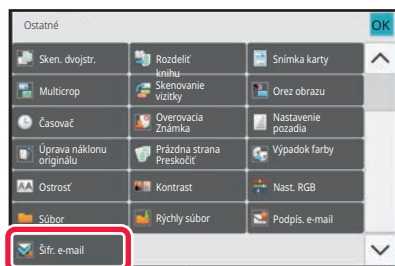 Ostatné
OK
Sken. dvojstr.
Rozdeliť
knihu
Snímka karty
Multicrop
Skenovanie
vizitky
Orez obrazu
Časovač
Overovacia
Známka
Nastavenie
pozadia
Úprava náklonu
originálu
Prázdna strana
Preskočiť
Výpadok farby
Ostrosť
Kontrast
Nast. RGB
Súbor
Rýchly súbor
Podpís. e-mail
Šifr. e-mail